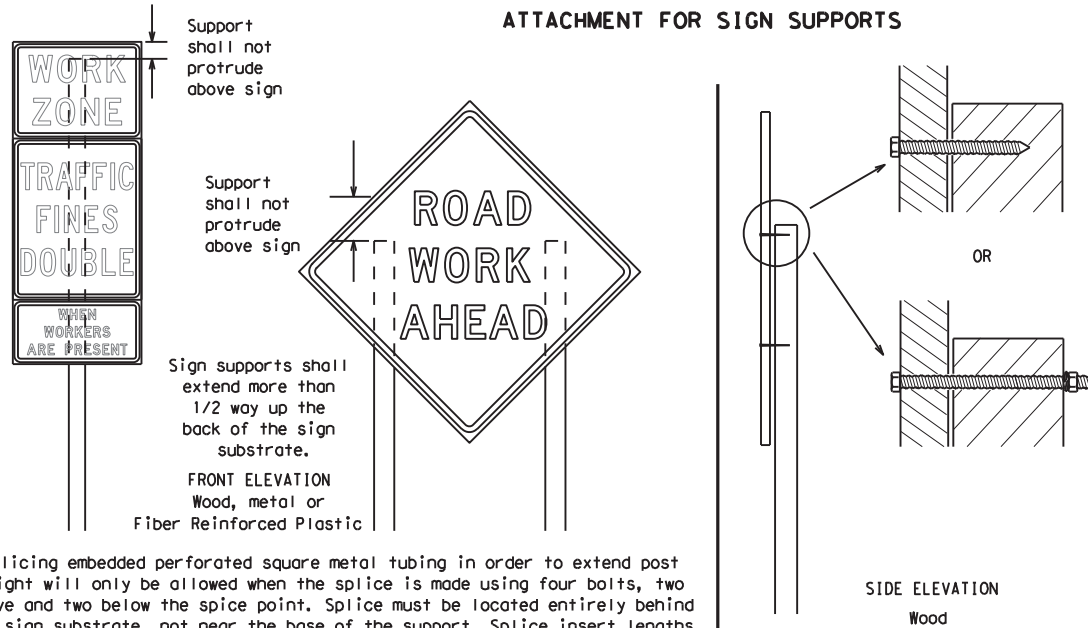 ATTACHMENT FOR SIGN SUPPORTS
Support
shall not
protrude
above sign
WORK
ZONE
TRAFFIC
FINES
DOUBLE
WHEN
WORKERS
ARE PRESENT
Support
shall not
protrude
above sign
ROAD
WORK
AHEAD
Sign supports shall
extend more than
1/2 way up the
back of the sign
substrate.
FRONT ELEVATION
Wood, metal or
Fiber Reinforced Plastic
OR
SIDE ELEVATION
Wood
licing embedded perforated square metal tubing in order to extend post
ight will only be allowed when the splice is made using four bolts, two
ve and two below the spice point. Splice must be located entirely behind
sign substrate, not near the base of the support. Splice insert lengths